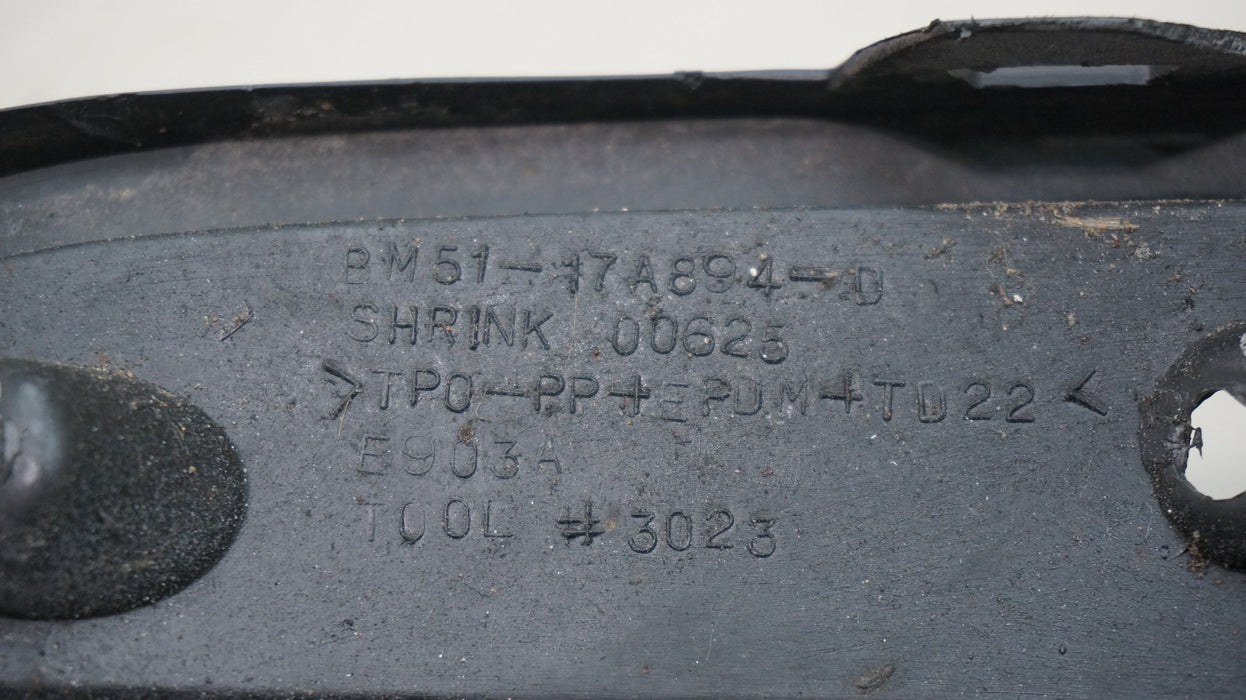 BM51-17A894-D
SHRINK 00625
>TPO-PP+EPDM+TD22<
E903A
TOOL # 3023